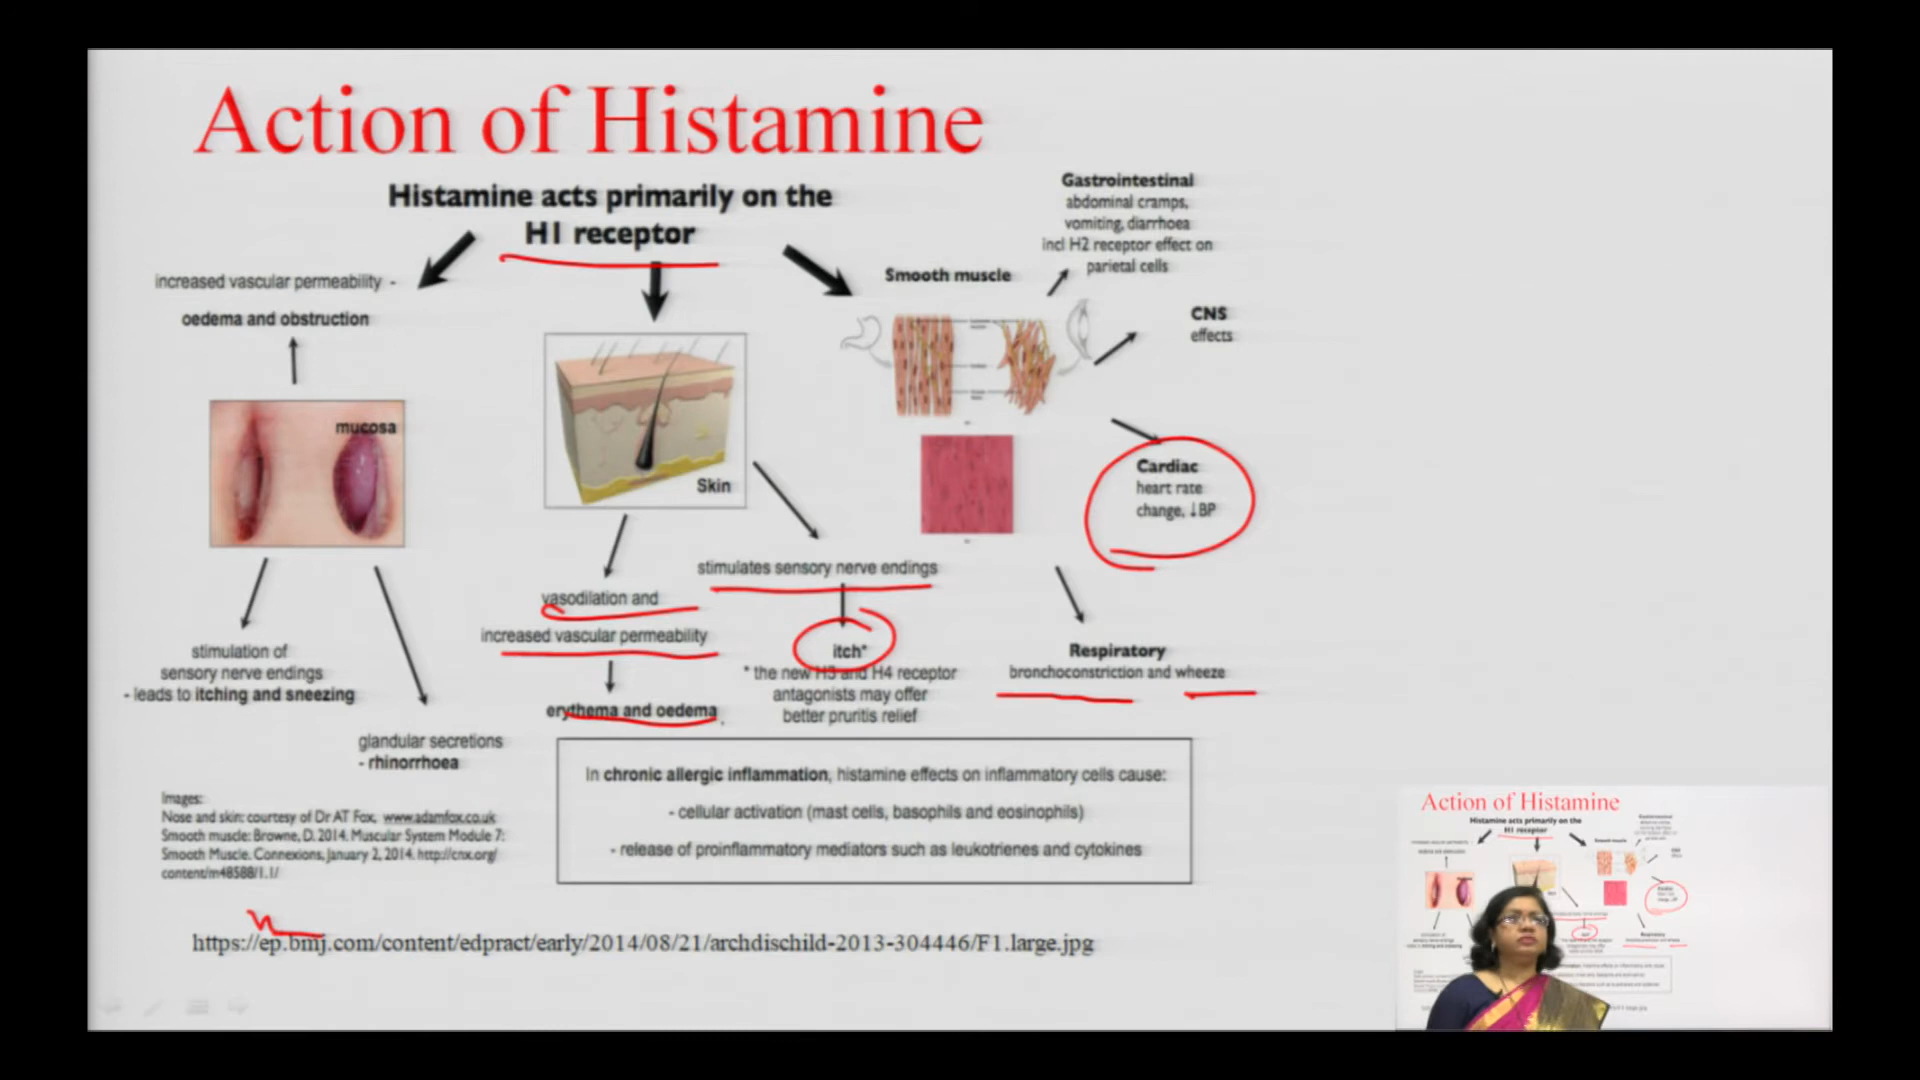 Action of Histamine
Histamine acts primarily on the
H1 receptor
increased vascular permeability -
oedema and obstruction
mucosa
stimulation of
sensory nerve endings
- leads to itching and sneezing
glandular secretions
- rhinorrhoea
Skin
vasodilation and
increased vascular permeability
erythema and oedema
stimulates sensory nerve endings
itch*
* the new H3 and H4 receptor
antagonists may offer
better pruritis relief
Smooth muscle
Gastrointestinal
abdominal cramps,
vomiting, diarrhoea
incl H2 receptor effect on
parietal cells
CNS
effects
Cardiac
heart rate
change, ↓BP
Respiratory
bronchoconstriction and wheeze
In chronic allergic inflammation, histamine effects on inflammatory cells cause:
- cellular activation (mast cells, basophils and eosinophils)
- release of proinflammatory mediators such as leukotrienes and cytokines
Images:
Nose and skin: courtesy of Dr AT Fox, www.adamfox.co.uk
Smooth muscle: Browne, D. 2014. Muscular System Module 7:
Smooth Muscle. Connexions, January 2, 2014. http://cnx.org/
content/m48588/1.1/
https://ep.bmj.com/content/edpract/early/2014/08/21/archdischild-2013-304446/F1.large.jpg
Action of Histamine
Histamine acts primarily on the
H1 receptor